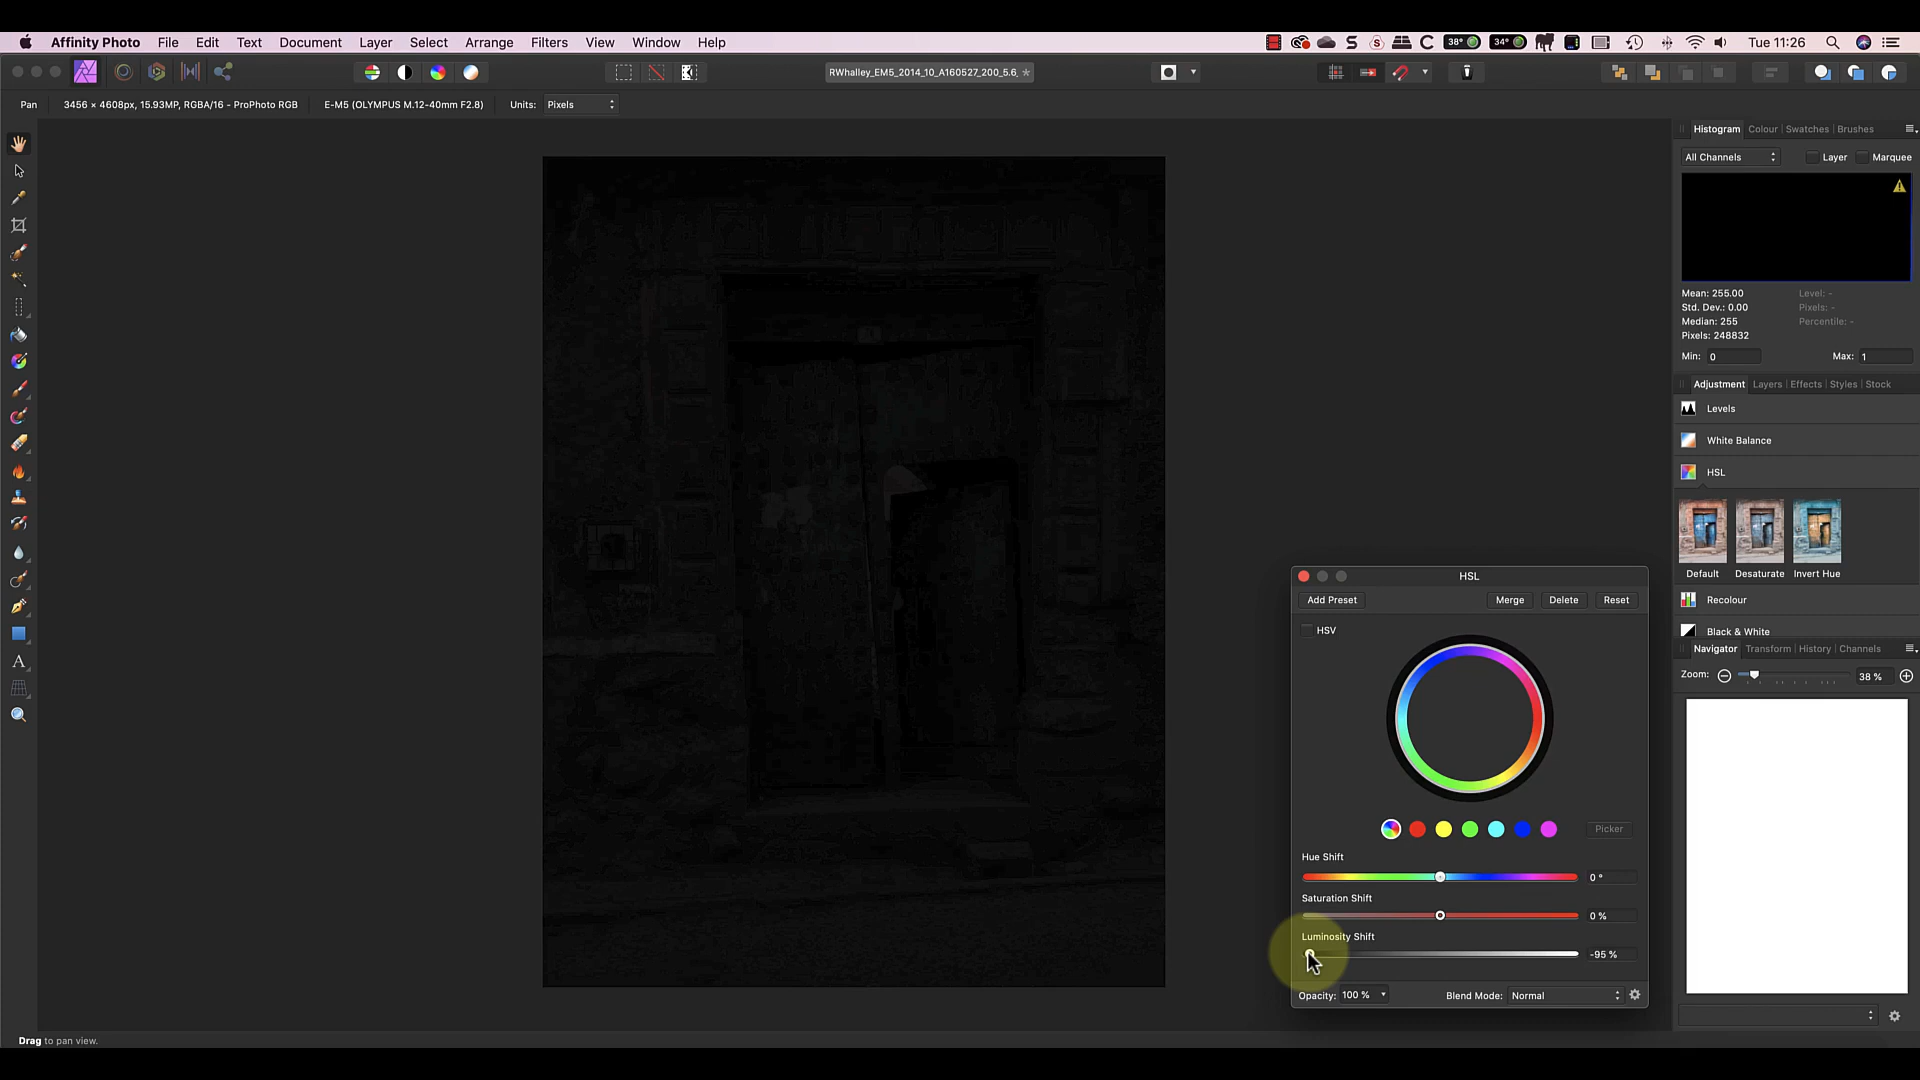 Affinity Photo File Edit Text Document Layer Select Arrange Filters View Window Help 38° 34° Tue 11:26
RWhalley_EM5_2014_10_A160527_200_5.6_
Pan 3456 × 4608px, 15.93MP, RGBA/16 - ProPhoto RGB E-M5 (OLYMPUS M.12-40mm F2.8) Units: Pixels
Histogram Colour Swatches Brushes
All Channels Layer Marquee
Mean: 255.00 Level: -
Std. Dev.: 0.00 Pixels: -
Median: 255 Percentile: -
Pixels: 248832
Min: 0 Max: 1
Adjustment Layers Effects Styles Stock
Levels
White Balance
HSL
Default Desaturate Invert Hue
Recolour
Black & White
Navigator Transform History Channels
Zoom: 38 %
HSL
Add Preset Merge Delete Reset
HSV
Picker
Hue Shift
0 °
Saturation Shift
0 %
Luminosity Shift
-95 %
Opacity: 100 % Blend Mode: Normal
Drag to pan view.